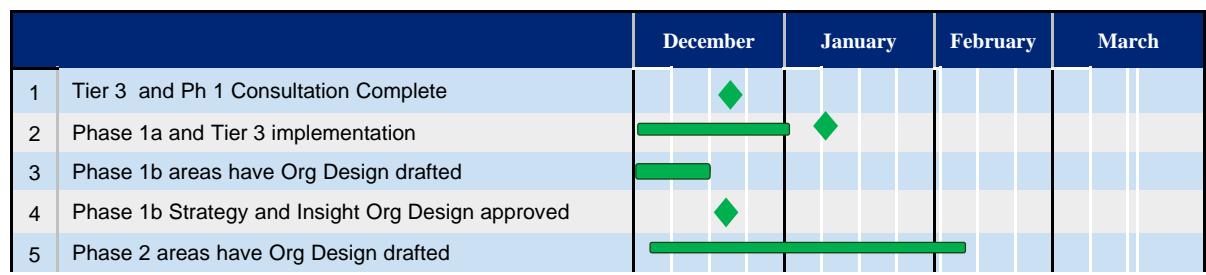 December January February March
1 Tier 3  and Ph 1 Consultation Complete
2 Phase 1a and Tier 3 implementation
3 Phase 1b areas have Org Design drafted
4 Phase 1b Strategy and Insight Org Design approved
5 Phase 2 areas have Org Design drafted